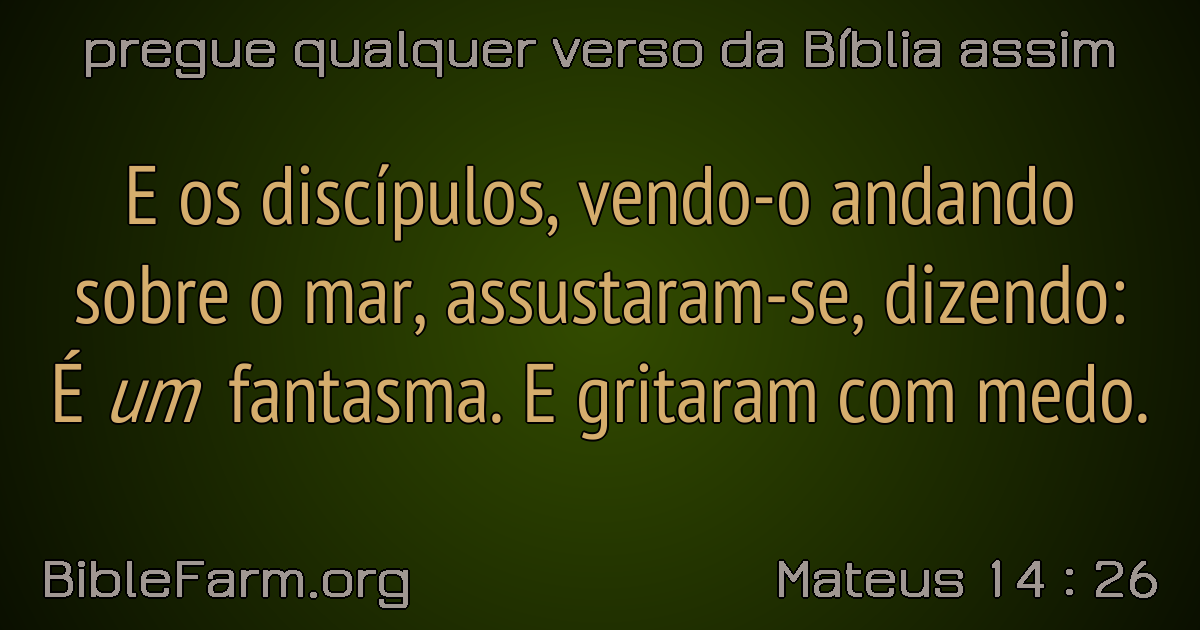 pregue qualquer verso da Bíblia assim
E os discípulos, vendo-o andando
sobre o mar, assustaram-se, dizendo:
É um fantasma. E gritaram com medo.
BibleFarm.org
Mateus 14 : 26